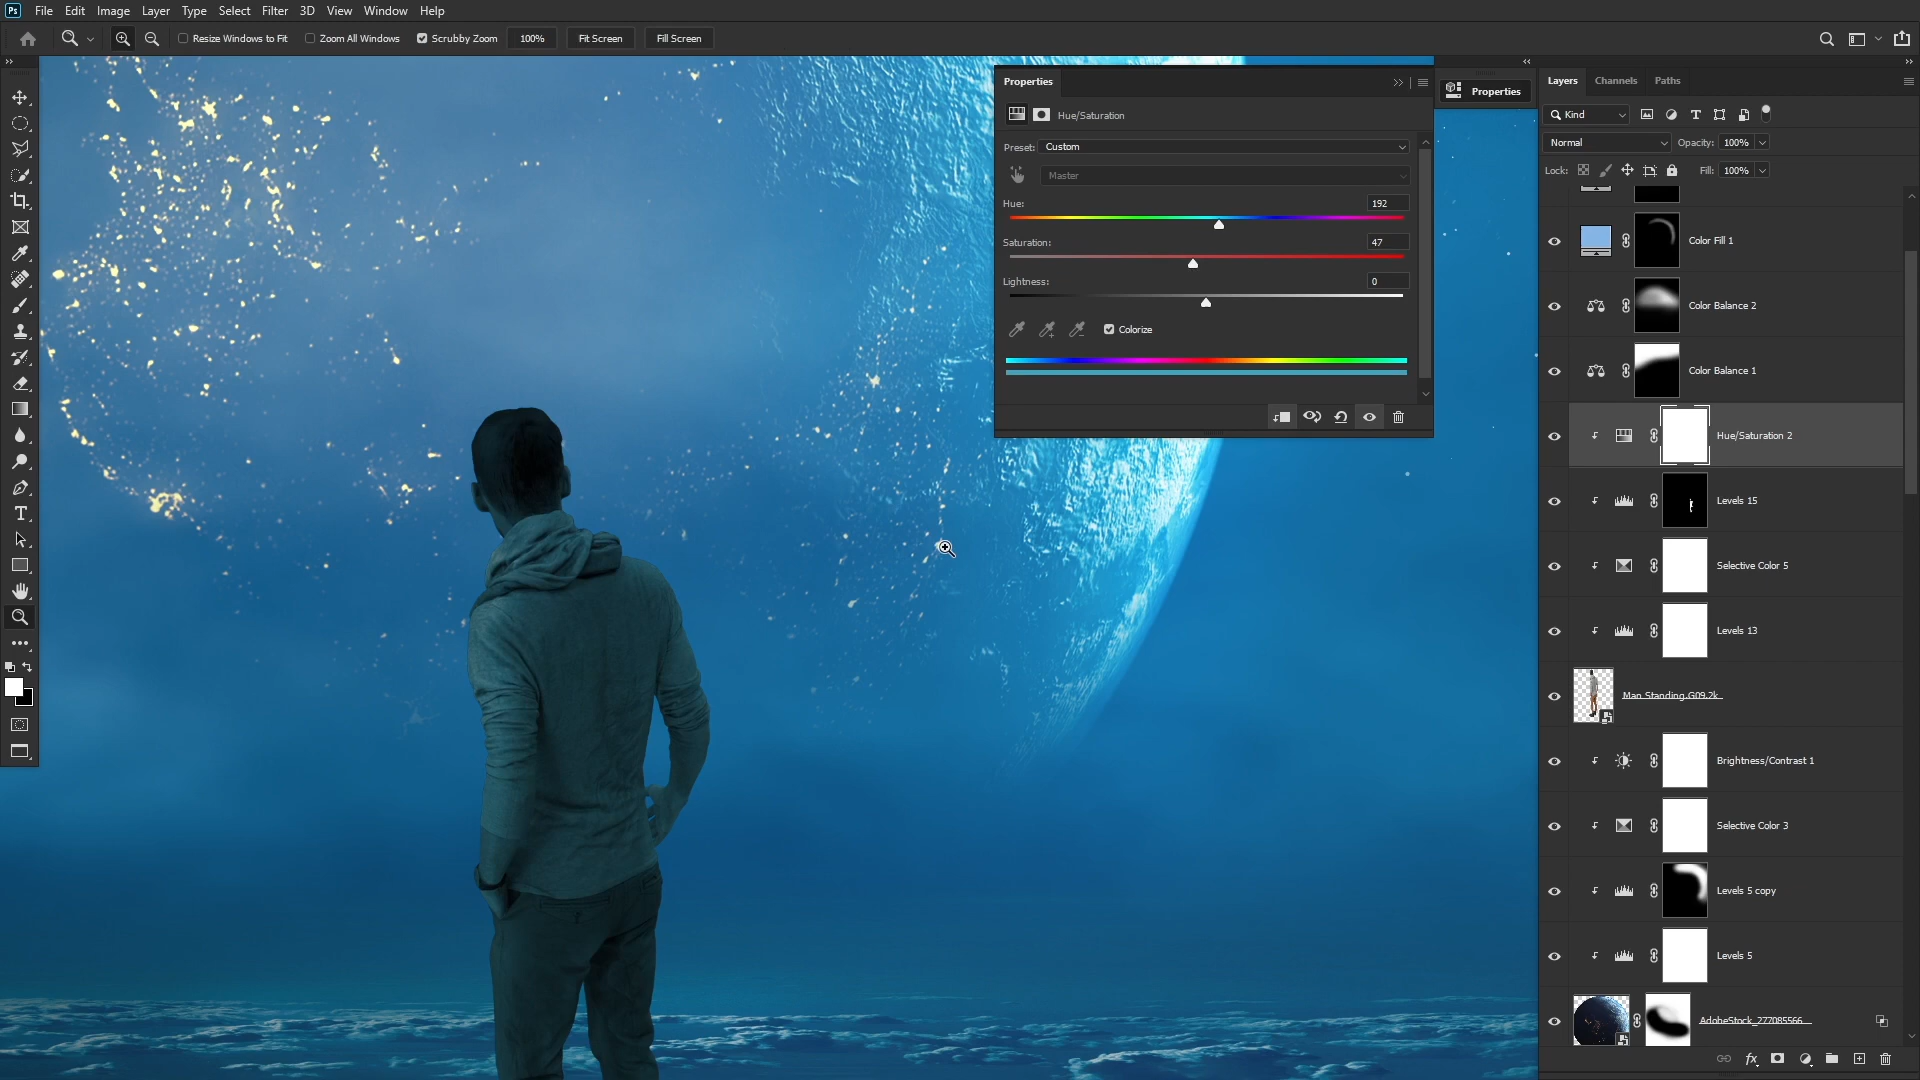 Ps File Edit Image Layer Type Select Filter 3D View Window Help
Resize Windows to Fit Zoom All Windows Scrubby Zoom 100% Fit Screen Fill Screen
Properties
Hue/Saturation
Preset: Custom
Master
Hue: 192
Saturation: 47
Lightness: 0
Colorize
Properties
Layers Channels Paths
Kind
Normal Opacity: 100%
Lock: Fill: 100%
Color Fill 1
Color Balance 2
Color Balance 1
Hue/Saturation 2
Levels 15
Selective Color 5
Levels 13
Man.Standing.G09.2k
Brightness/Contrast 1
Selective Color 3
Levels 5 copy
Levels 5
AdobeStock_277085566
fx